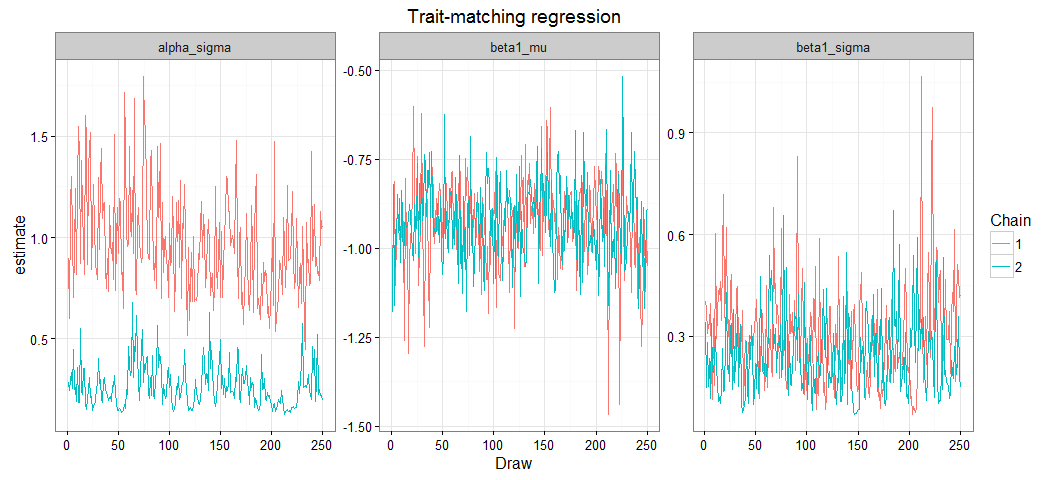 Trait-matching regression
alpha_sigma
beta1_mu
beta1_sigma
estimate
1.5
1.0
0.5
-0.50
-0.75
-1.00
-1.25
-1.50
0.9
0.6
0.3
0 50 100 150 200 250
0 50 100 150 200 250
0 50 100 150 200 250
Draw
Chain
1
2